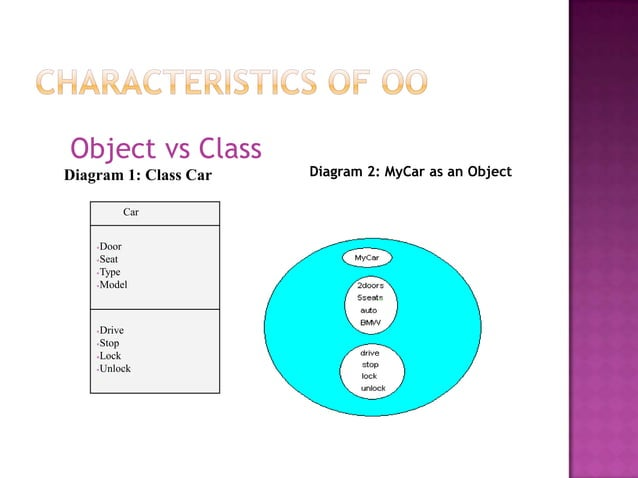 CHARACTERISTICS OF OO
Object vs Class
Diagram 1: Class Car
Diagram 2: MyCar as an Object
Car
-Door
-Seat
-Type
-Model
-Drive
-Stop
-Lock
-Unlock
MyCar
2doors
5seats
auto
BMW
drive
stop
lock
unlock